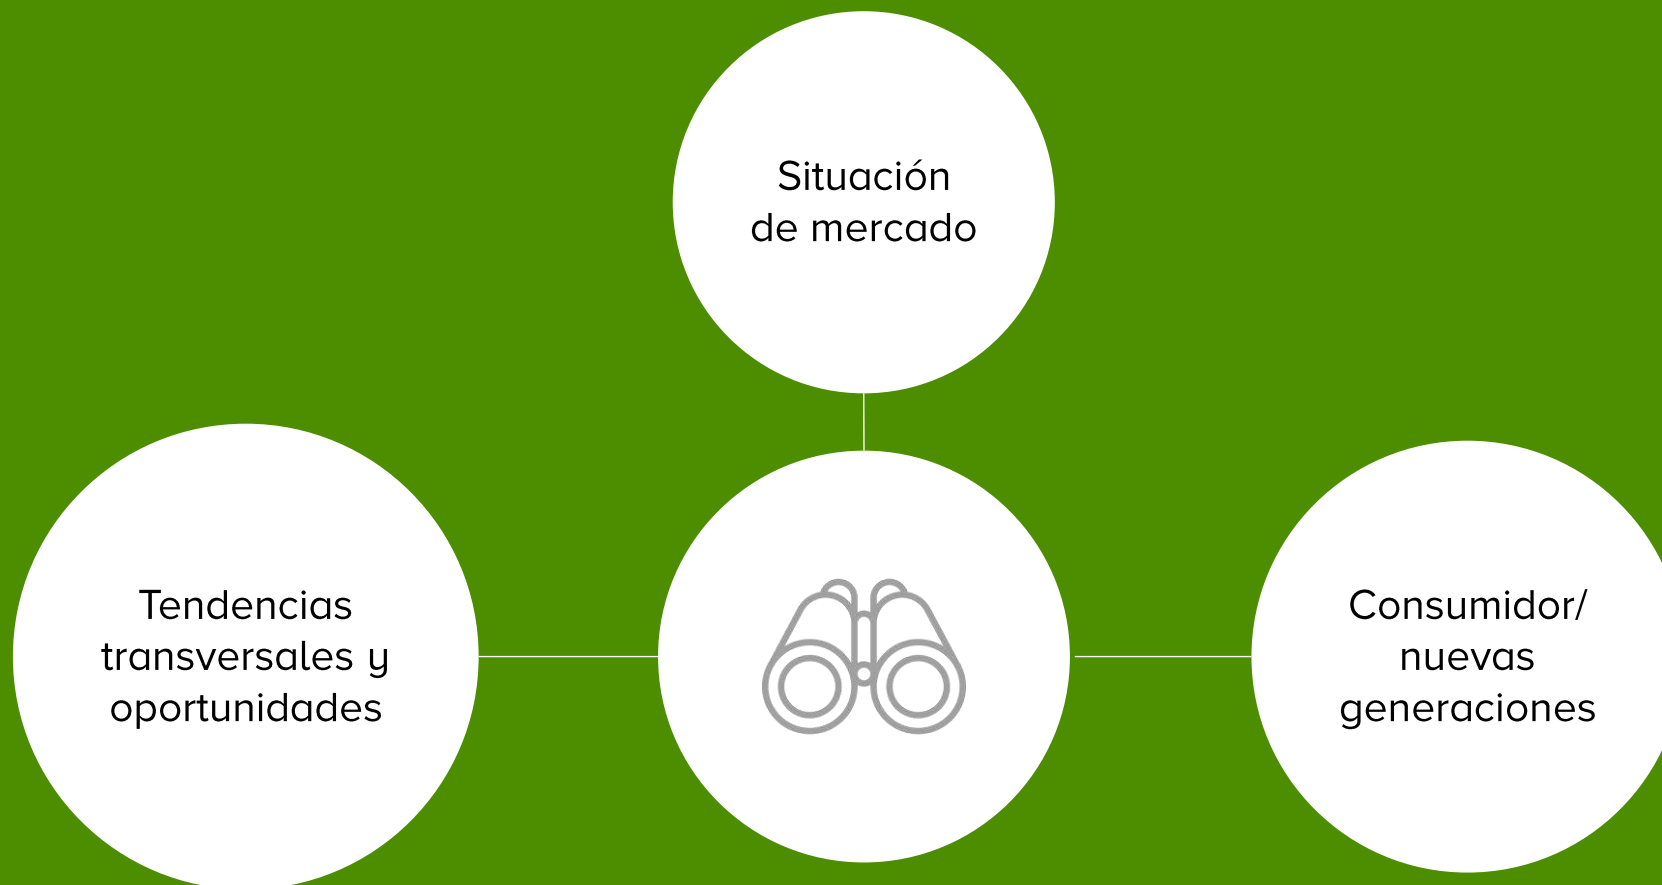 Situación
de mercado
Tendencias
transversales y
oportunidades
Consumidor/
nuevas
generaciones